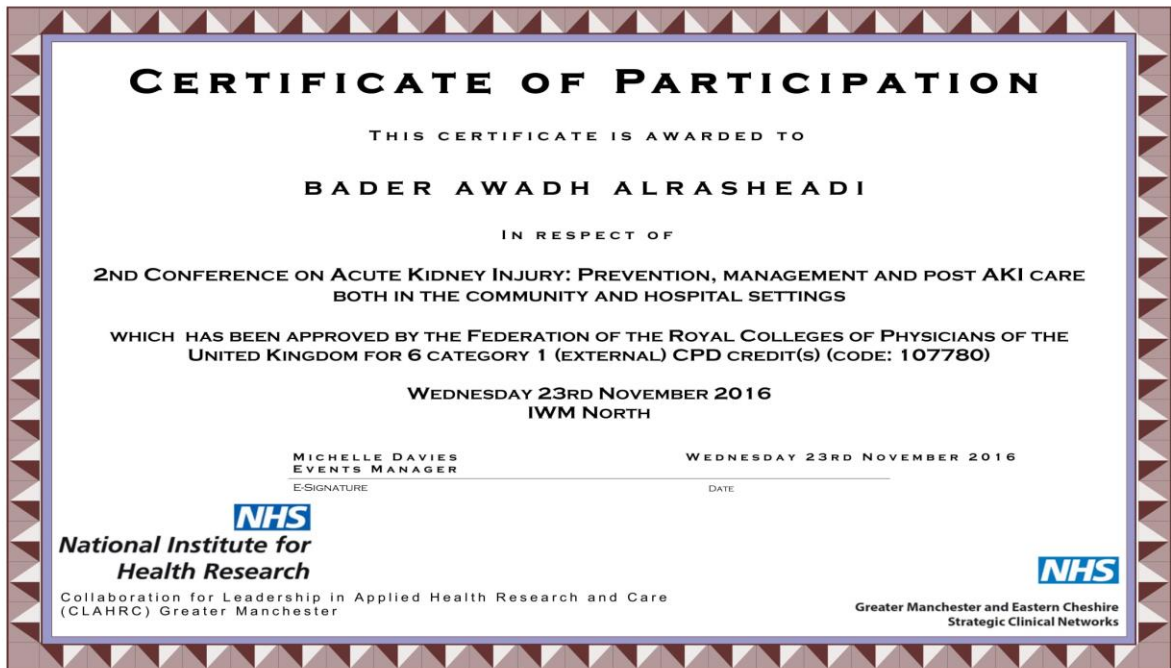 CERTIFICATE OF PARTICIPATION
THIS CERTIFICATE IS AWARDED TO
BADER AWADH ALRASHEADI
IN RESPECT OF
2ND CONFERENCE ON ACUTE KIDNEY INJURY: PREVENTION, MANAGEMENT AND POST AKI CARE
BOTH IN THE COMMUNITY AND HOSPITAL SETTINGS
WHICH HAS BEEN APPROVED BY THE FEDERATION OF THE ROYAL COLLEGES OF PHYSICIANS OF THE
UNITED KINGDOM FOR 6 CATEGORY 1 (EXTERNAL) CPD CREDIT(S) (CODE: 107780)
WEDNESDAY 23RD NOVEMBER 2016
IWM NORTH
MICHELLE DAVIES
EVENTS MANAGER
WEDNESDAY 23RD NOVEMBER 2016
E-SIGNATURE
DATE
NHS
National Institute for
Health Research
Collaboration for Leadership in Applied Health Research and Care
(CLAHRC) Greater Manchester
NHS
Greater Manchester and Eastern Cheshire
Strategic Clinical Networks